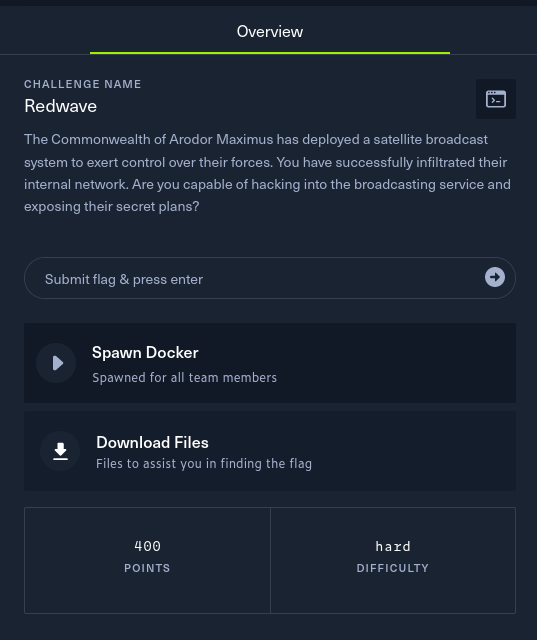 Overview
CHALLENGE NAME
Redwave
The Commonwealth of Arodor Maximus has deployed a satellite broadcast
system to exert control over their forces. You have successfully infiltrated their
internal network. Are you capable of hacking into the broadcasting service and
exposing their secret plans?
Submit flag & press enter
Spawn Docker
Spawned for all team members
Download Files
Files to assist you in finding the flag
400
POINTS
hard
DIFFICULTY